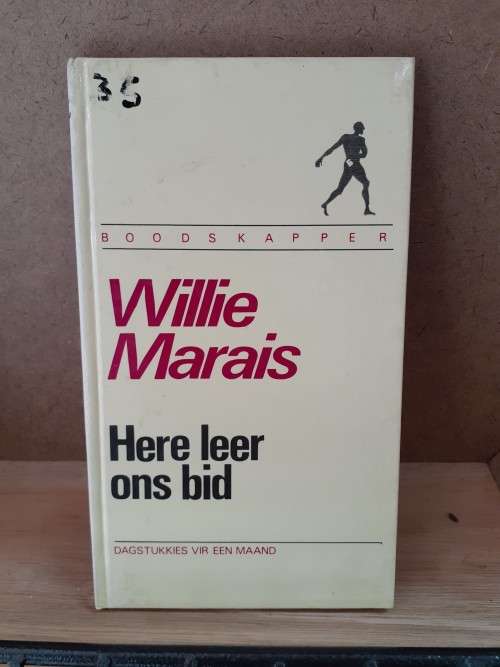 35
BOODSKAPPER
Willie
Marais
Here leer
ons bid
DAGSTUKKIES VIR EEN MAAND